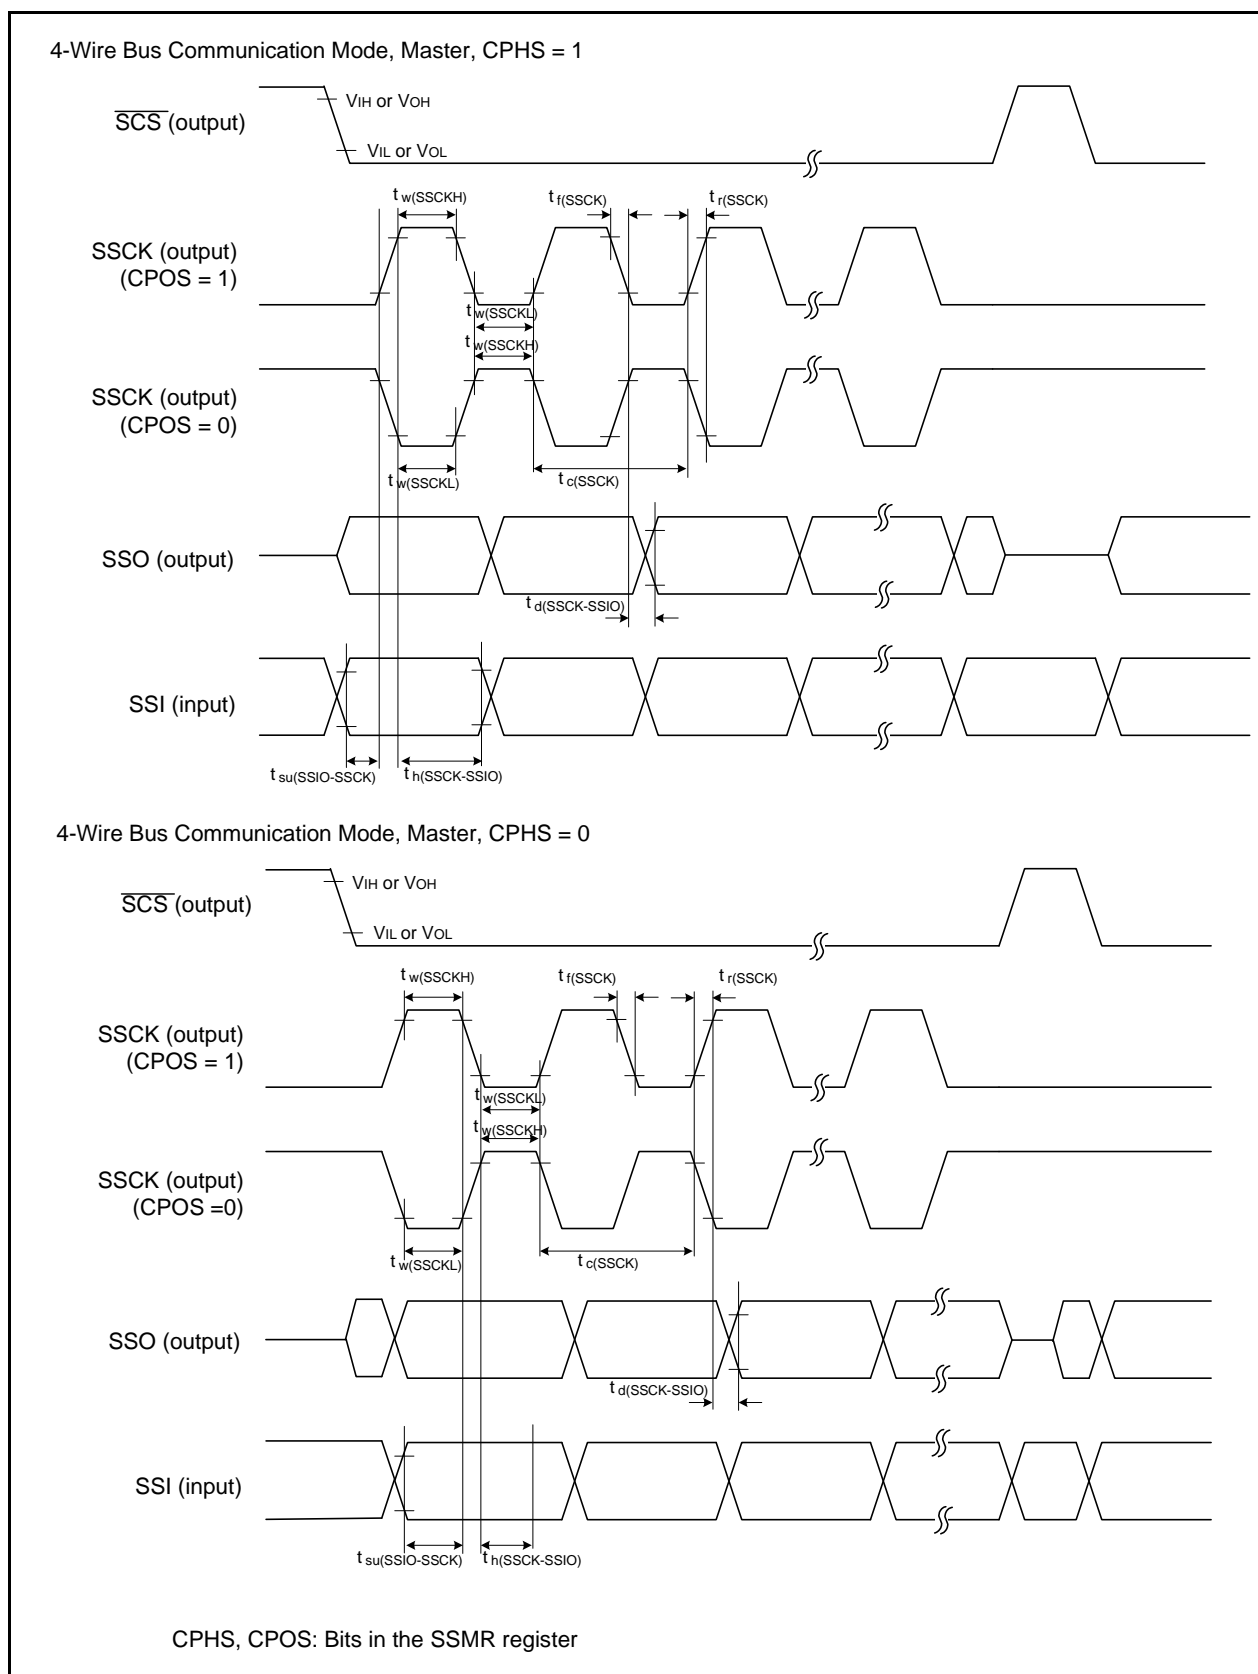 4-Wire Bus Communication Mode, Master, CPHS = 1
SCS (output)
VIH or VOH
VIL or VOL
tw(SSCKH)
tf(SSCK)
tr(SSCK)
SSCK (output)
(CPOS = 1)
tw(SSCKL)
tw(SSCKH)
SSCK (output)
(CPOS = 0)
tw(SSCKL)
tc(SSCK)
SSO (output)
td(SSCK-SSIO)
SSI (input)
tsu(SSIO-SSCK)
th(SSCK-SSIO)
4-Wire Bus Communication Mode, Master, CPHS = 0
SCS (output)
VIH or VOH
VIL or VOL
tw(SSCKH)
tf(SSCK)
tr(SSCK)
SSCK (output)
(CPOS = 1)
tw(SSCKL)
tw(SSCKH)
SSCK (output)
(CPOS =0)
tw(SSCKL)
tc(SSCK)
SSO (output)
td(SSCK-SSIO)
SSI (input)
tsu(SSIO-SSCK)
th(SSCK-SSIO)
CPHS, CPOS: Bits in the SSMR register